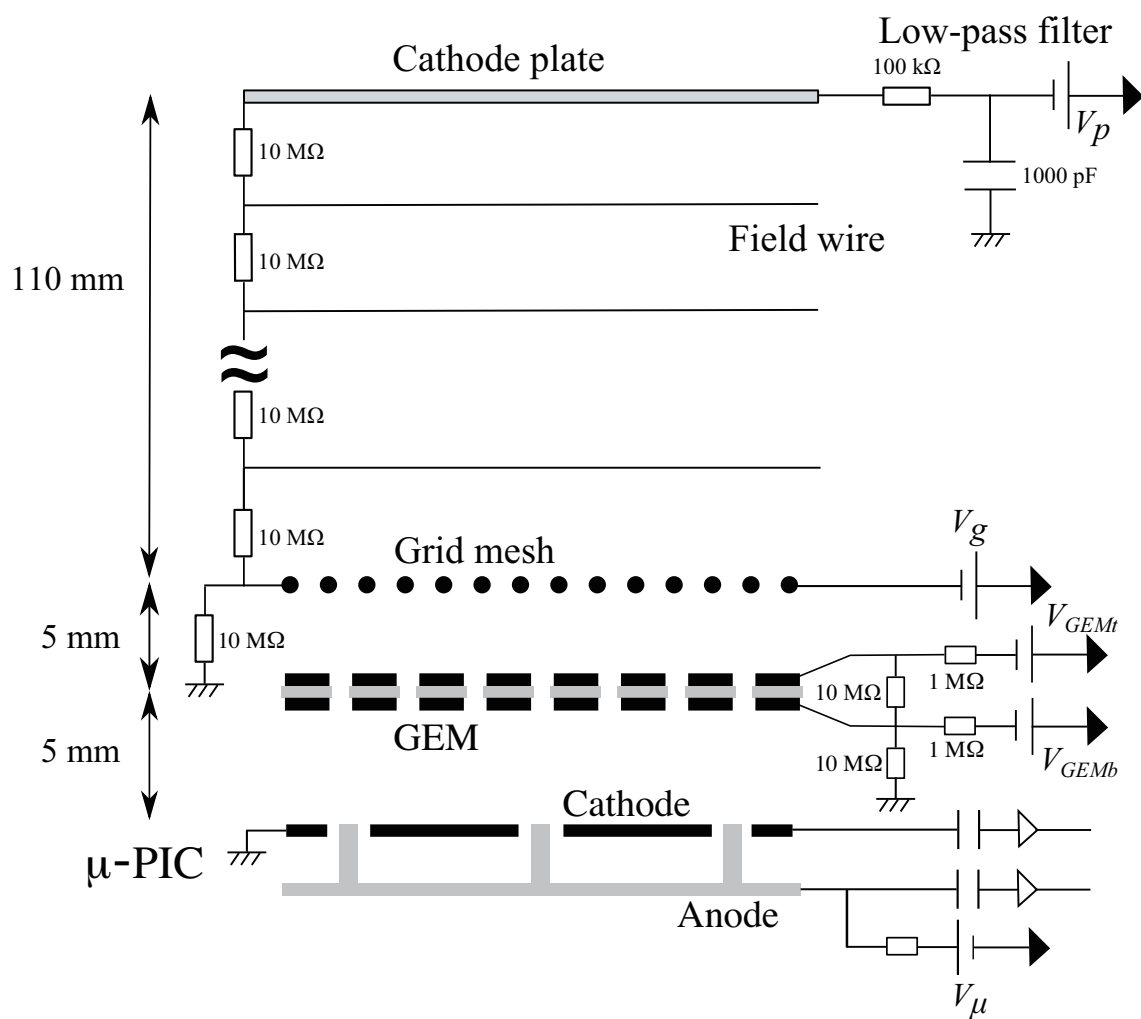 Low-pass filter
Cathode plate
100 kΩ
V_p
10 MΩ
1000 pF
Field wire
10 MΩ
110 mm
10 MΩ
10 MΩ
Grid mesh
V_g
V_GEMt
5 mm
10 MΩ
1 MΩ
10 MΩ
GEM
5 mm
1 MΩ
10 MΩ
V_GEMb
Cathode
μ-PIC
Anode
V_μ